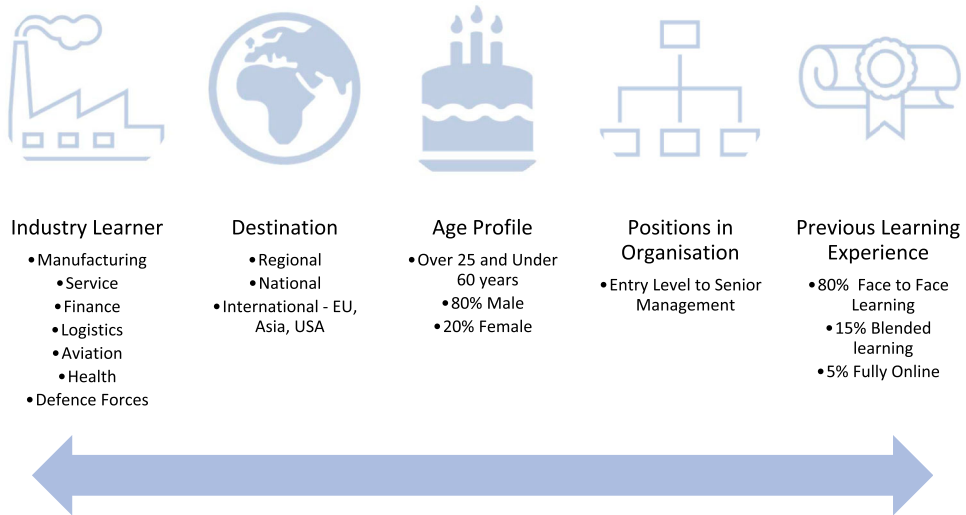 Industry Learner
•Manufacturing
•Service
•Finance
•Logistics
•Aviation
•Health
•Defence Forces
Destination
•Regional
•National
•International - EU,
Asia, USA
Age Profile
•Over 25 and Under
60 years
•80% Male
•20% Female
Positions in
Organisation
•Entry Level to Senior
Management
Previous Learning
Experience
•80%  Face to Face
Learning
•15% Blended
learning
•5% Fully Online